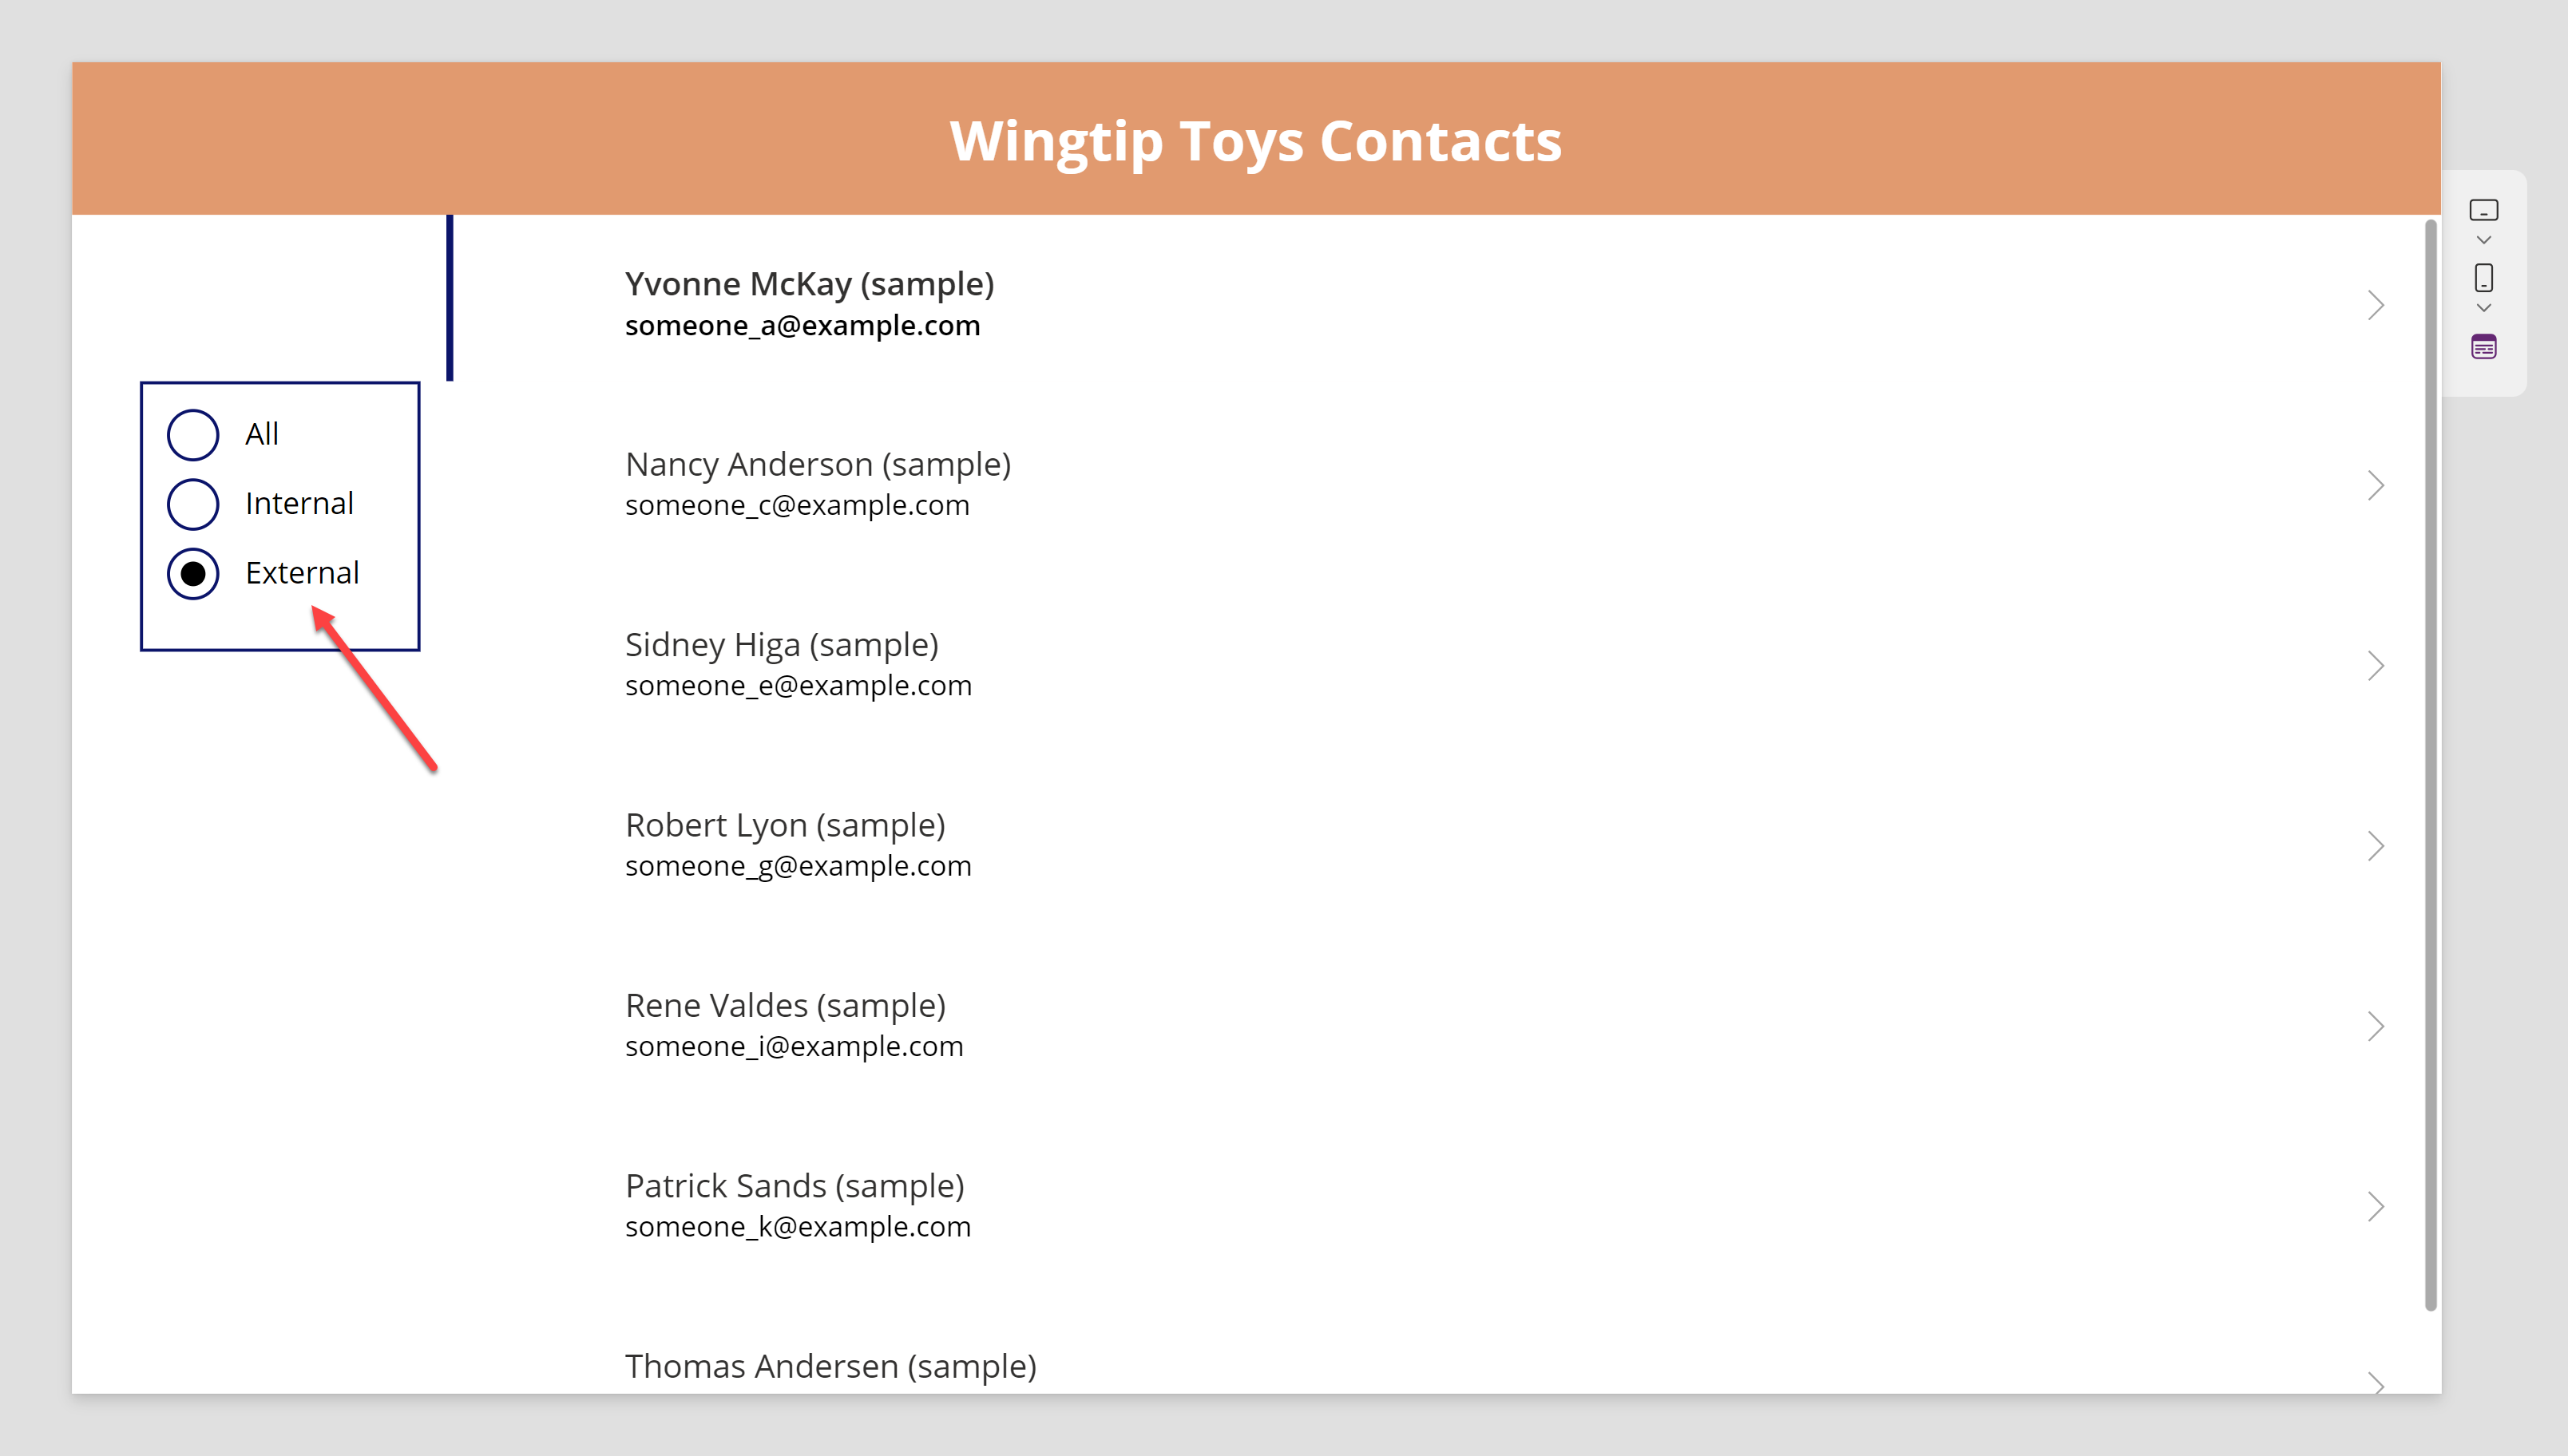 Wingtip Toys Contacts
All
Internal
External
Yvonne McKay (sample)
someone_a@example.com
Nancy Anderson (sample)
someone_c@example.com
Sidney Higa (sample)
someone_e@example.com
Robert Lyon (sample)
someone_g@example.com
Rene Valdes (sample)
someone_i@example.com
Patrick Sands (sample)
someone_k@example.com
Thomas Andersen (sample)